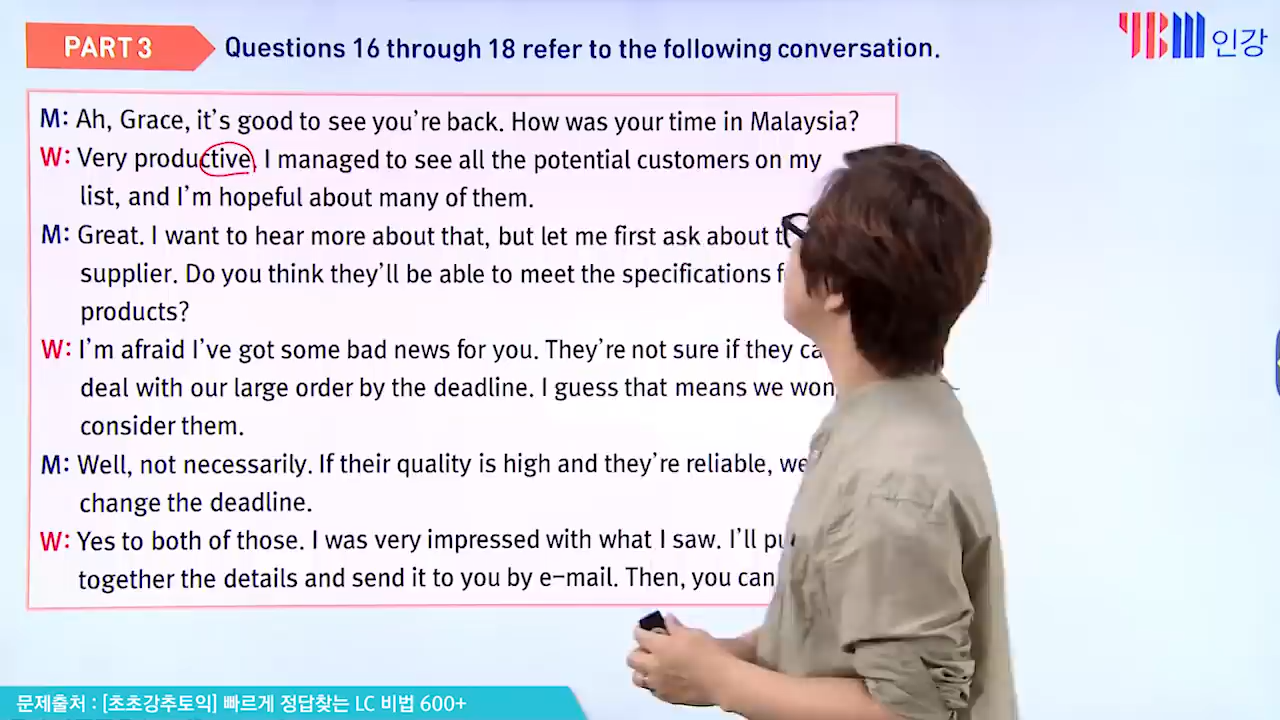 PART 3
Questions 16 through 18 refer to the following conversation.
YBM 인강
M: Ah, Grace, it's good to see you're back. How was your time in Malaysia?
W: Very productive. I managed to see all the potential customers on my
list, and I'm hopeful about many of them.
M: Great. I want to hear more about that, but let me first ask about
supplier. Do you think they'll be able to meet the specifications
products?
W: I'm afraid I've got some bad news for you. They're not sure if they
deal with our large order by the deadline. I guess that means we
consider them.
M: Well, not necessarily. If their quality is high and they're reliable,
change the deadline.
W: Yes to both of those. I was very impressed with what I saw. I'll
together the details and send it to you by e-mail. Then, you can
문제출처 : [초초강추토익] 빠르게 정답찾는 LC 비법 600+